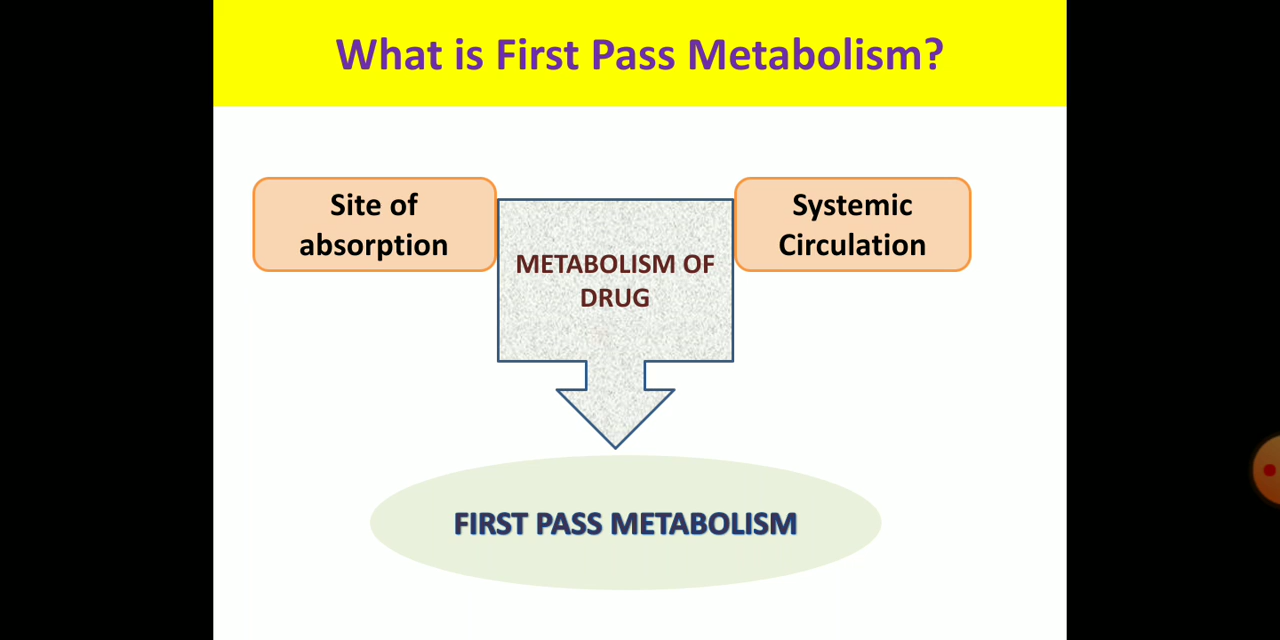 What is First Pass Metabolism?
Site of
absorption
METABOLISM OF
DRUG
Systemic
Circulation
FIRST PASS METABOLISM